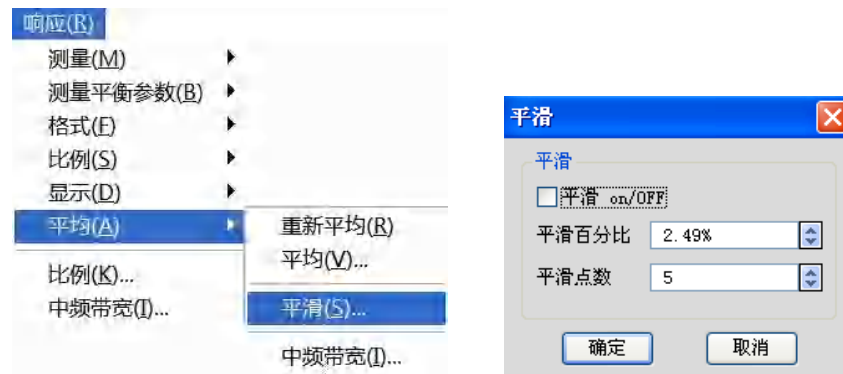 响应(R)
测量(M)
测量平衡参数(B)
格式(F)
比例(S)
显示(D)
平均(A)
比例(K)...
中频带宽(I)...
重新平均(R)
平均(V)...
平滑(S)...
中频带宽(I)...
平滑
平滑
平滑 on/OFF
平滑百分比 2.49%
平滑点数 5
确定 取消